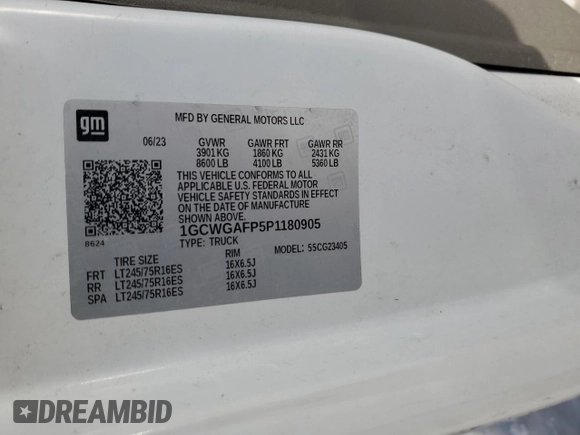 gm
MFD BY GENERAL MOTORS LLC
06/23 GVWR GAWR FRT GAWR RR
3901 KG 1860 KG 2431 KG
8600 LB 4100 LB 5360 LB
THIS VEHICLE CONFORMS TO ALL
APPLICABLE U.S. FEDERAL MOTOR
VEHICLE SAFETY STANDARDS IN
EFFECT ON THE DATE OF
MANUFACTURE SHOWN ABOVE.
1GCWGAFP5P1180905
8624
TYPE: TRUCK MODEL: 55CG23405
TIRE SIZE RIM
FRT LT245/75R16ES 16X6.5J
RR LT245/75R16ES 16X6.5J
SPA LT245/75R16ES 16X6.5J
DREAMBID